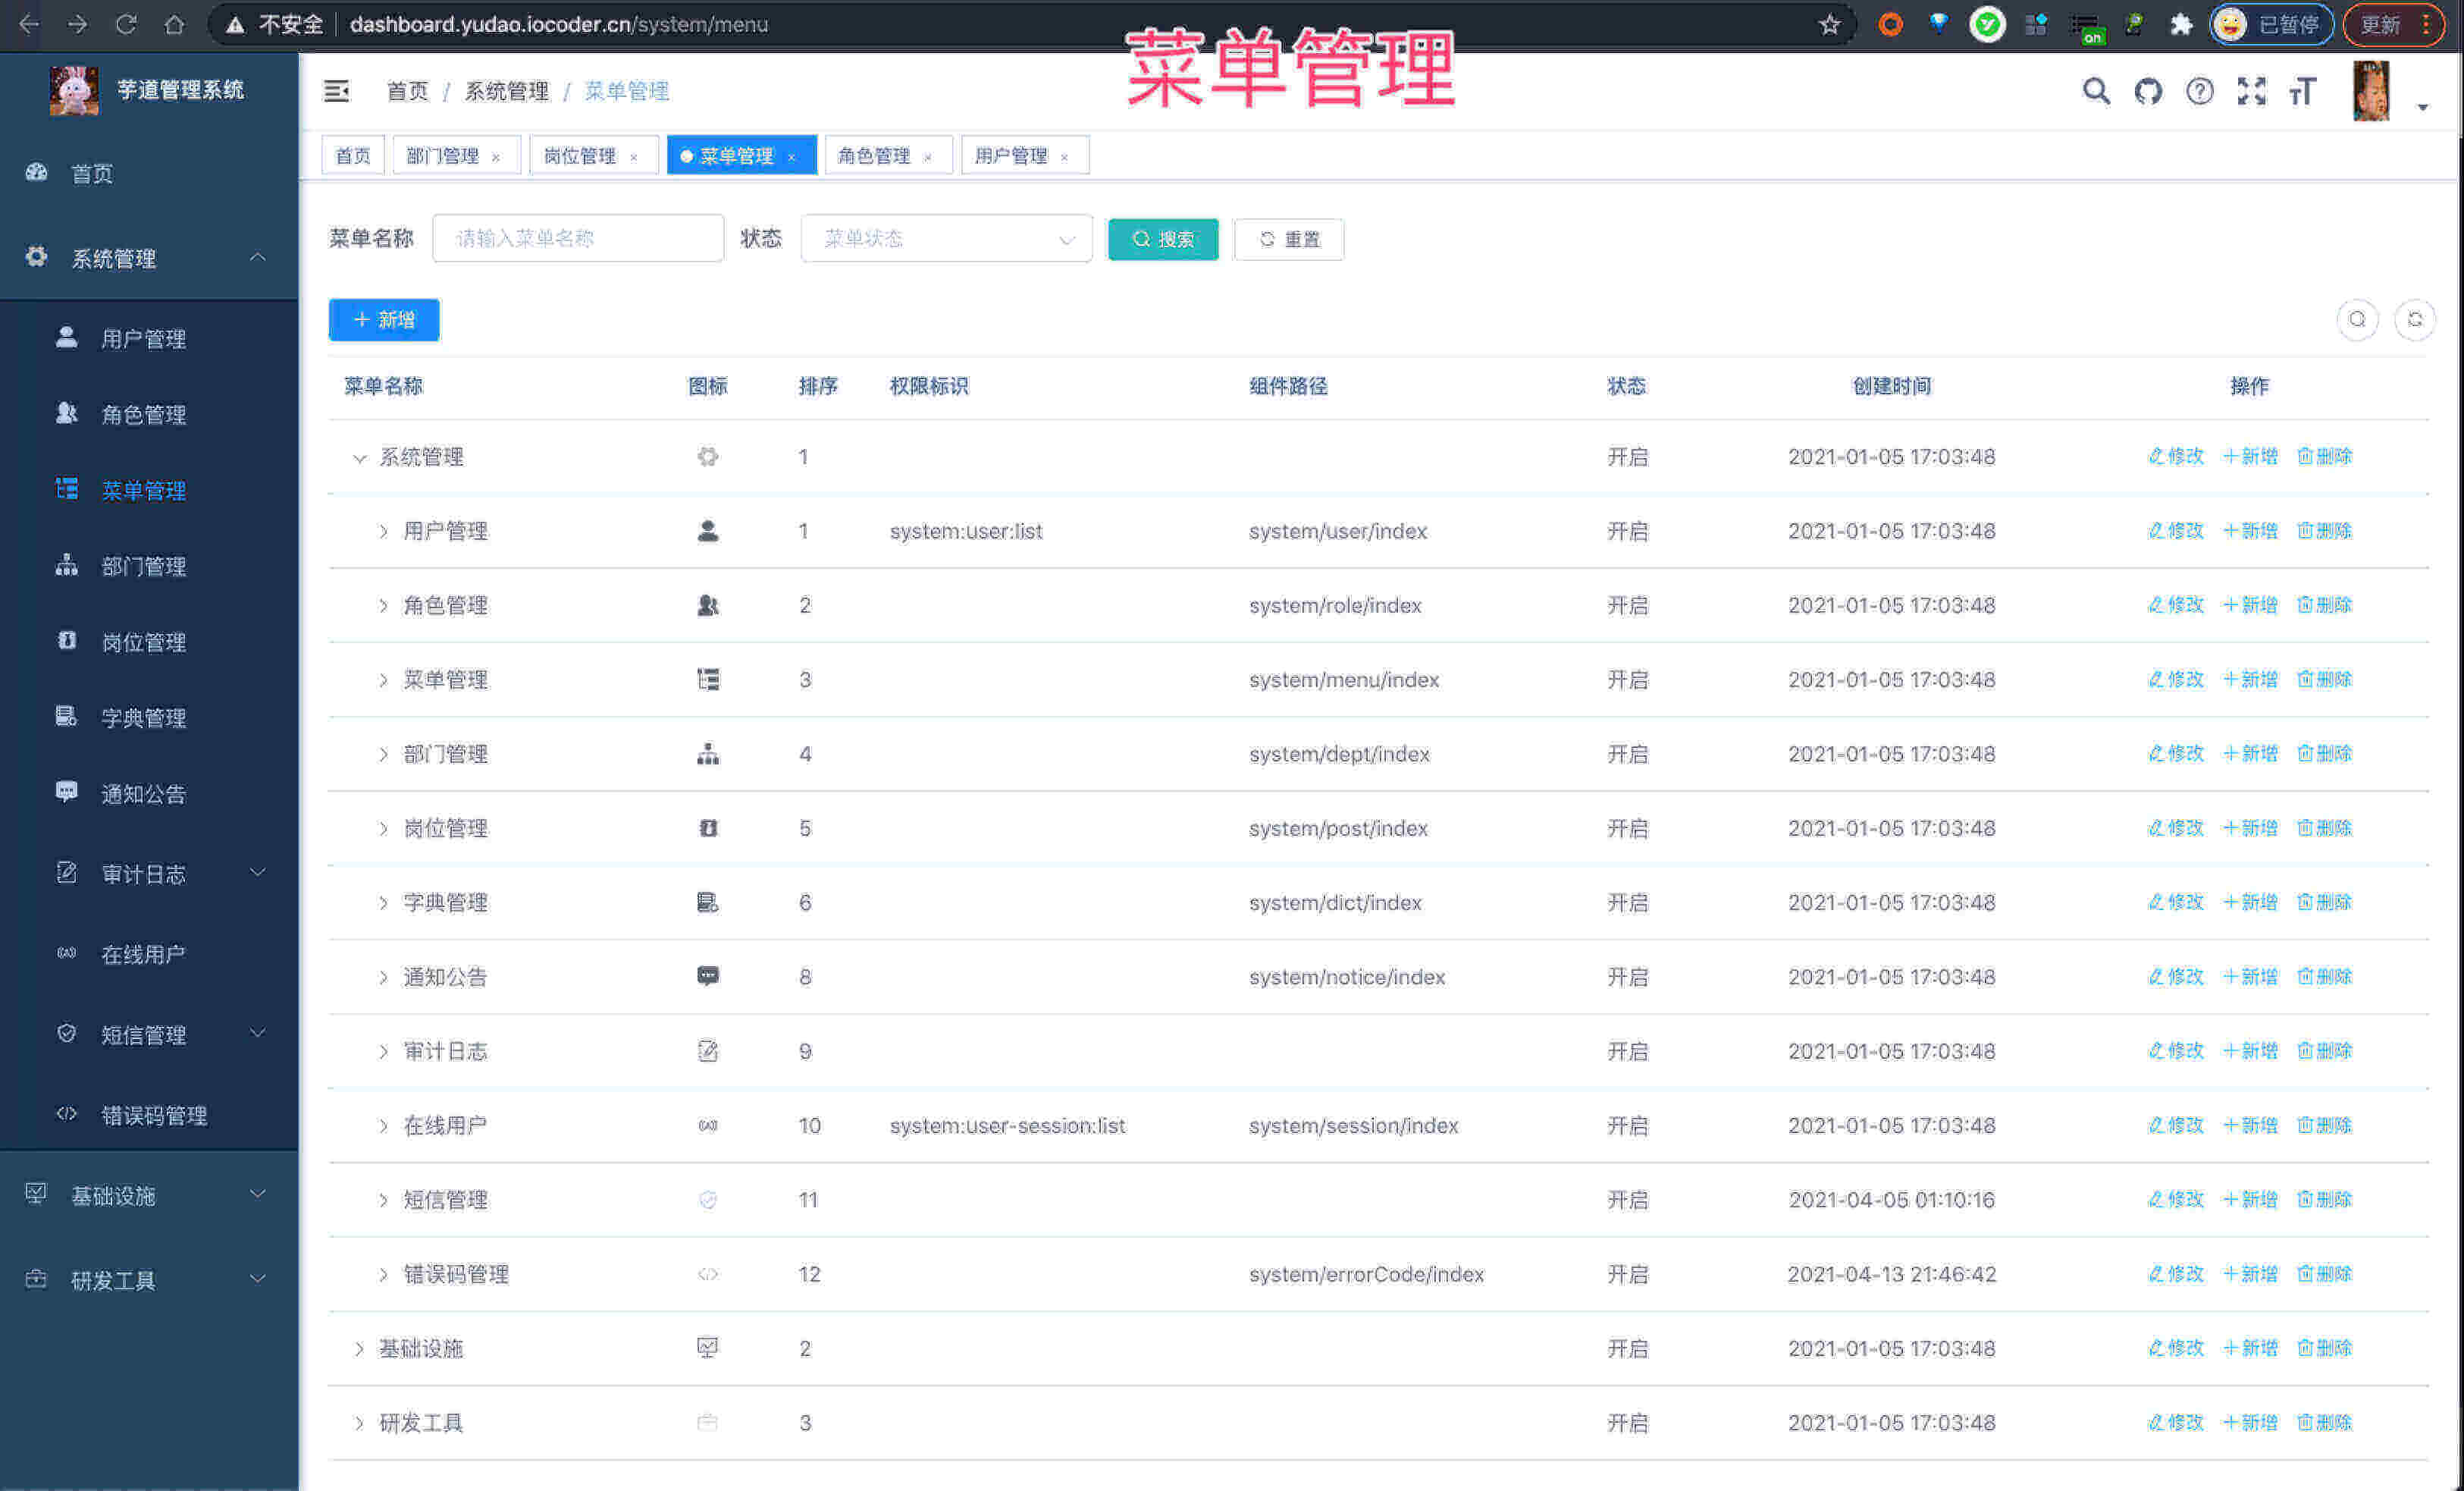 不安全 dashboard.yudao.iocoder.cn/system/menu on 已暂停 更新
菜单管理
芋道管理系统
首页 / 系统管理 / 菜单管理
首页 部门管理 × 岗位管理 × 菜单管理 × 角色管理 × 用户管理 ×
首页
系统管理
用户管理
角色管理
菜单管理
部门管理
岗位管理
字典管理
通知公告
审计日志
在线用户
短信管理
错误码管理
基础设施
研发工具
菜单名称 请输入菜单名称 状态 菜单状态 搜索 重置
+ 新增
菜单名称 图标 排序 权限标识 组件路径 状态 创建时间 操作
系统管理 1 开启 2021-01-05 17:03:48 修改 +新增 删除
用户管理 1 system:user:list system/user/index 开启 2021-01-05 17:03:48 修改 +新增 删除
角色管理 2 system/role/index 开启 2021-01-05 17:03:48 修改 +新增 删除
菜单管理 3 system/menu/index 开启 2021-01-05 17:03:48 修改 +新增 删除
部门管理 4 system/dept/index 开启 2021-01-05 17:03:48 修改 +新增 删除
岗位管理 5 system/post/index 开启 2021-01-05 17:03:48 修改 +新增 删除
字典管理 6 system/dict/index 开启 2021-01-05 17:03:48 修改 +新增 删除
通知公告 8 system/notice/index 开启 2021-01-05 17:03:48 修改 +新增 删除
审计日志 9 开启 2021-01-05 17:03:48 修改 +新增 删除
在线用户 10 system:user-session:list system/session/index 开启 2021-01-05 17:03:48 修改 +新增 删除
短信管理 11 开启 2021-04-05 01:10:16 修改 +新增 删除
错误码管理 12 system/errorCode/index 开启 2021-04-13 21:46:42 修改 +新增 删除
基础设施 2 开启 2021-01-05 17:03:48 修改 +新增 删除
研发工具 3 开启 2021-01-05 17:03:48 修改 +新增 删除